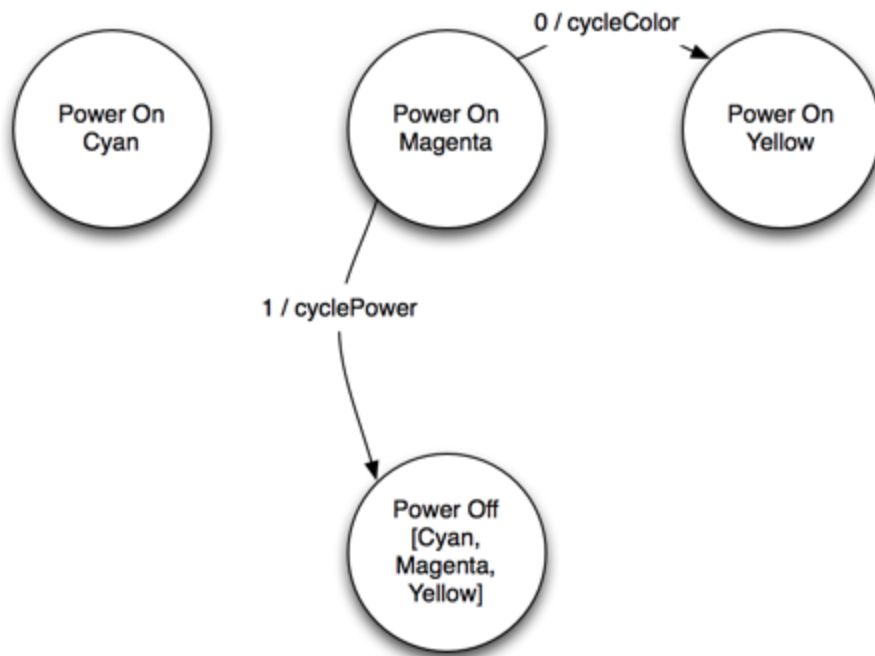 0 / cycleColor
Power On
Cyan
Power On
Magenta
Power On
Yellow
1 / cyclePower
Power Off
[Cyan,
Magenta,
Yellow]